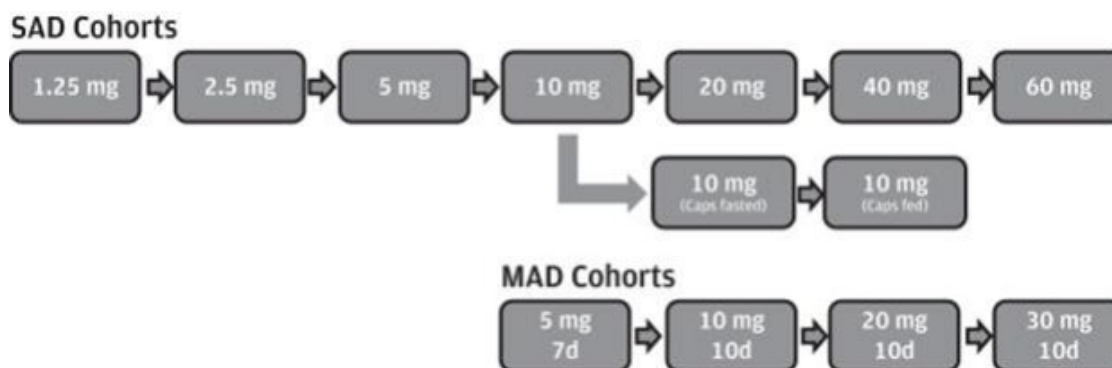 SAD Cohorts
1.25 mg
2.5 mg
5 mg
10 mg
20 mg
40 mg
60 mg
10 mg
(Caps fasted)
10 mg
(Caps fed)
MAD Cohorts
5 mg
7d
10 mg
10d
20 mg
10d
30 mg
10d